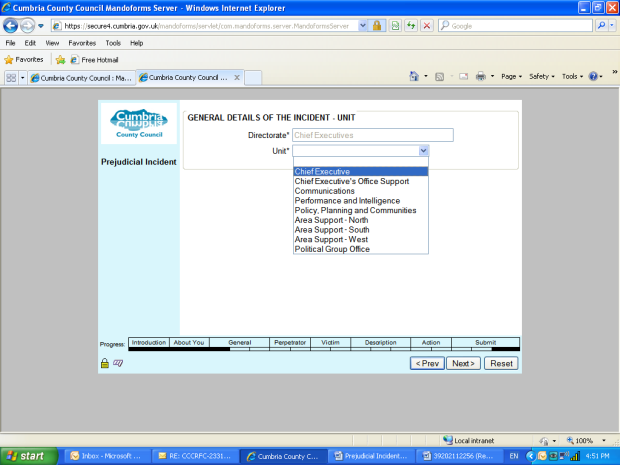 Cumbria County Council Mandoforms Server - Windows Internet Explorer
https://secure4.cumbria.gov.uk/mandoforms/servlet/com.mandoforms.server.MandoformsServer
Google
File Edit View Favorites Tools Help
Favorites Free Hotmail
Cumbria County Council : Ma... Cumbria County Council ... X Page Safety Tools
Cumbria
County Council
Prejudicial Incident
GENERAL DETAILS OF THE INCIDENT - UNIT
Directorate* Chief Executives
Unit*
Chief Executive
Chief Executive's Office Support
Communications
Performance and Intelligence
Policy, Planning and Communities
Area Support - North
Area Support - South
Area Support - West
Political Group Office
Progress: Introduction About You General Perpetrator Victim Description Action Submit
< Prev Next > Reset
Local intranet 100%
start Inbox - Microsoft ... RE: CCCRFC-2331... Cumbria County C... Prejudicial Incident... 39202112256 (Re... EN 4:51 PM